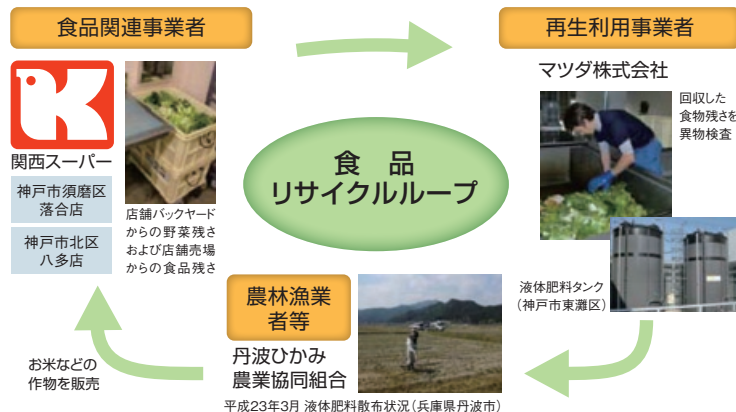 食品関連事業者
再生利用事業者
関西スーパー
神戸市須磨区
落合店
神戸市北区
八多店
店舗バックヤード
からの野菜残さ
および店舗売場
からの食品残さ
食 品
リサイクルループ
マツダ株式会社
回収した
食物残さを
異物検査
液体肥料タンク
(神戸市東灘区)
農林漁業
者等
丹波ひかみ
農業協同組合
お米などの
作物を販売
平成23年3月 液体肥料散布状況(兵庫県丹波市)